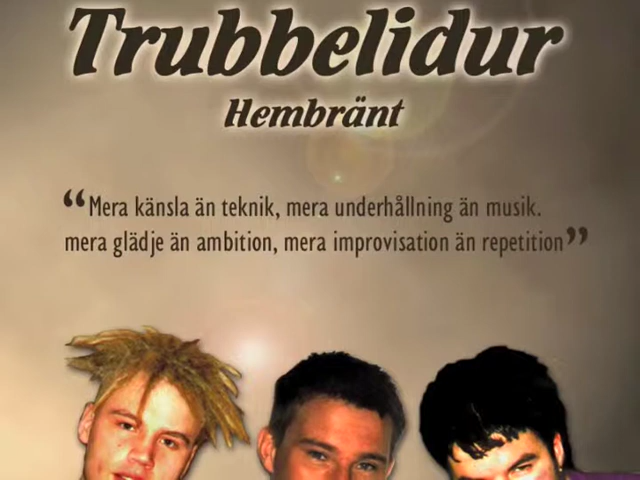 Trubbelidur
Hembränt
“Mera känsla än teknik, mera underhållning än musik.
mera glädje än ambition, mera improvisation än repetition”